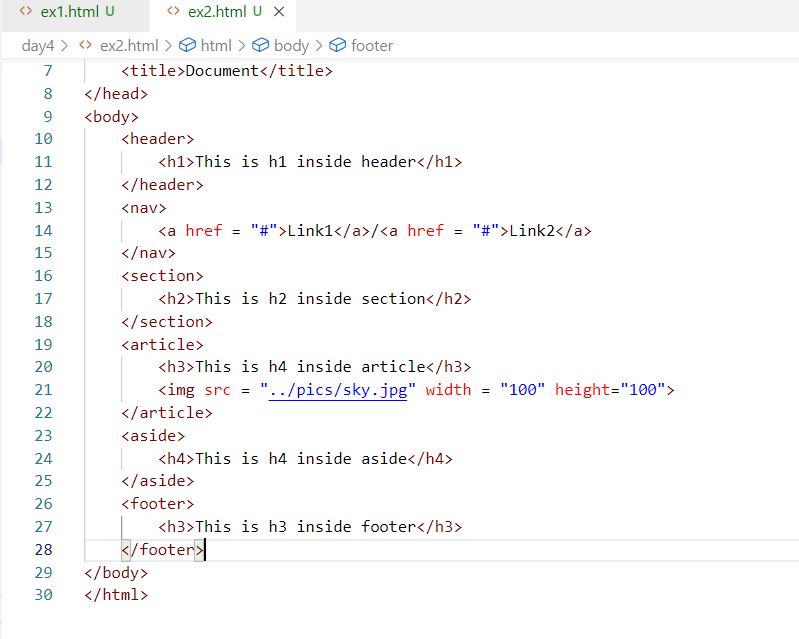 ex1.html U ex2.html U
day4 > ex2.html > html > body > footer
7 <title>Document</title>
8 </head>
9 <body>
10 <header>
11 <h1>This is h1 inside header</h1>
12 </header>
13 <nav>
14 <a href = "#">Link1</a>/<a href = "#">Link2</a>
15 </nav>
16 <section>
17 <h2>This is h2 inside section</h2>
18 </section>
19 <article>
20 <h3>This is h4 inside article</h3>
21 <img src = "../pics/sky.jpg" width = "100" height="100">
22 </article>
23 <aside>
24 <h4>This is h4 inside aside</h4>
25 </aside>
26 <footer>
27 <h3>This is h3 inside footer</h3>
28 </footer>
29 </body>
30 </html>